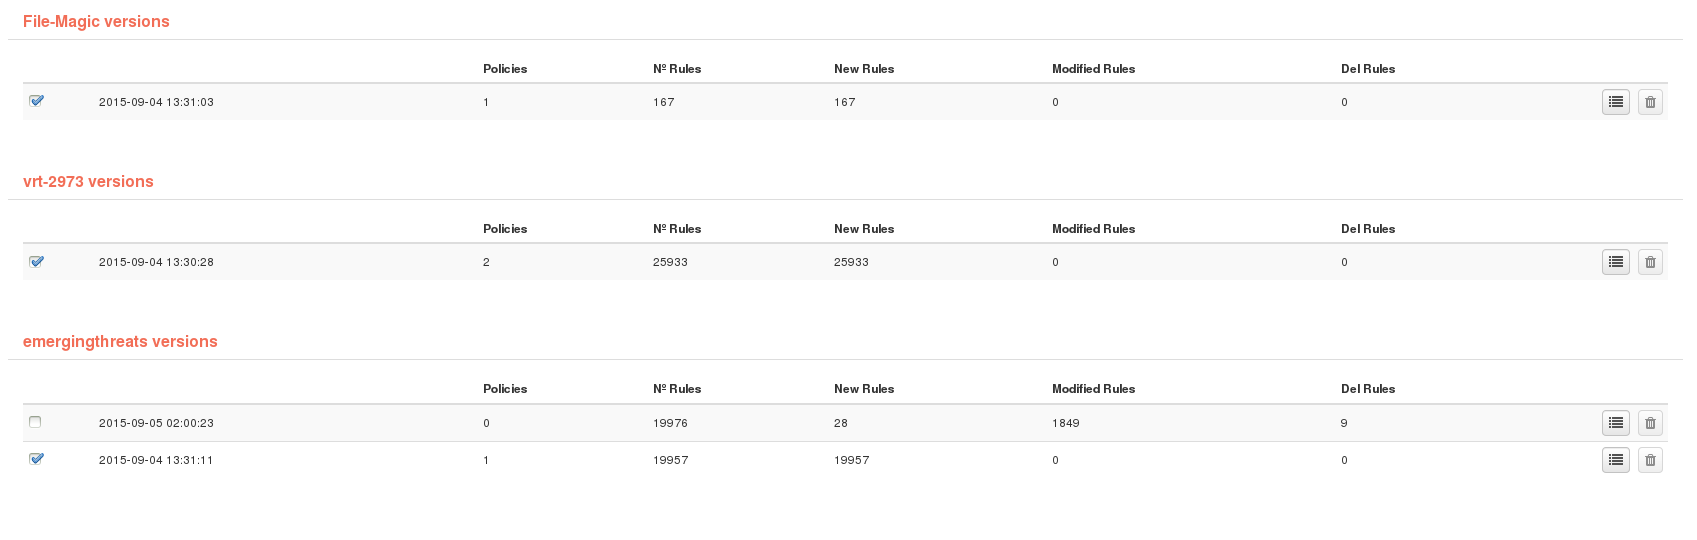 File-Magic versions
Policies Nº Rules New Rules Modified Rules Del Rules
2015-09-04 13:31:03 1 167 167 0 0
vrt-2973 versions
Policies Nº Rules New Rules Modified Rules Del Rules
2015-09-04 13:30:28 2 25933 25933 0 0
emergingthreats versions
Policies Nº Rules New Rules Modified Rules Del Rules
2015-09-05 02:00:23 0 19976 28 1849 9
2015-09-04 13:31:11 1 19957 19957 0 0